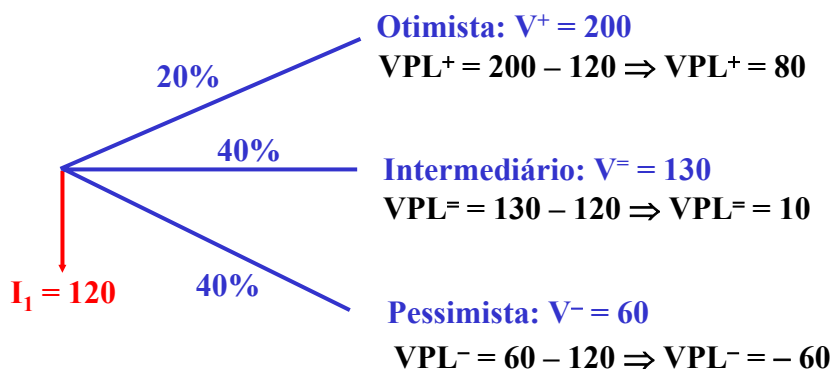 Otimista: V⁺ = 200
VPL⁺ = 200 – 120 ⇒ VPL⁺ = 80
20%
40%
Intermediário: V⁼ = 130
VPL⁼ = 130 – 120 ⇒ VPL⁼ = 10
40%
I₁ = 120
Pessimista: V⁻ = 60
VPL⁻ = 60 – 120 ⇒ VPL⁻ = – 60